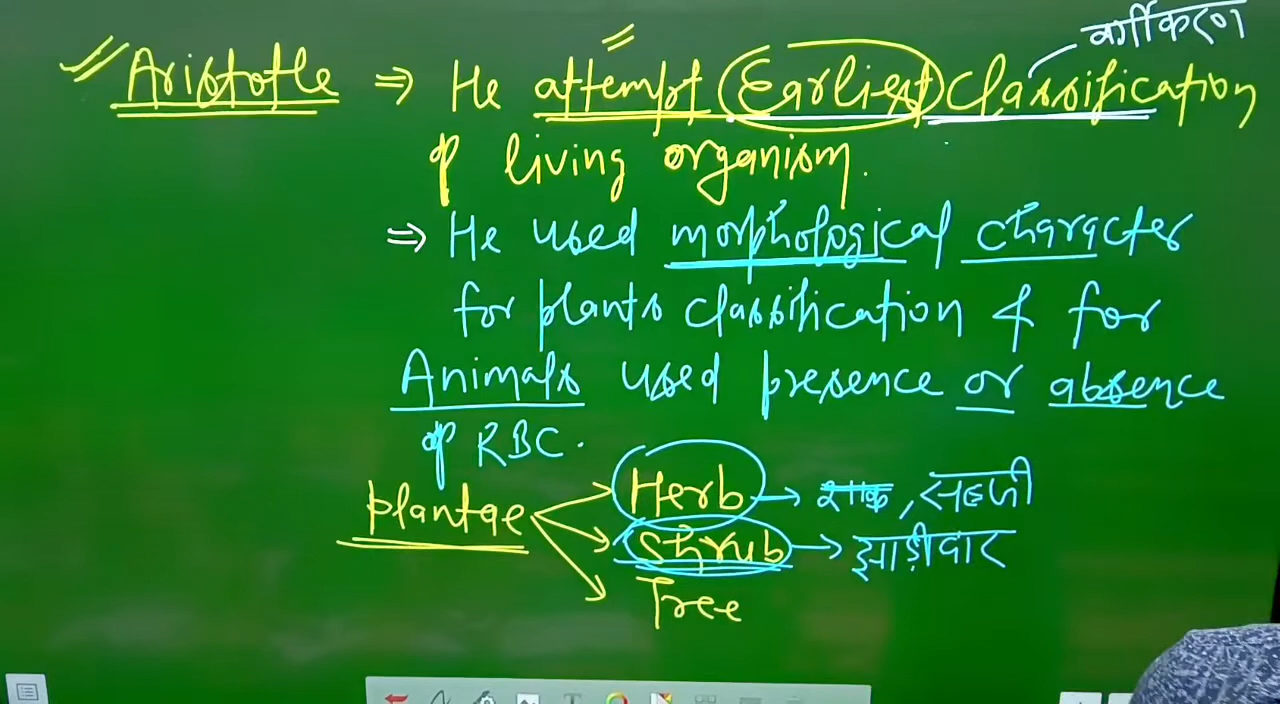 वर्गीकरण
Aristotle ⇒ He attempt Earliest Classification
of living organism.
⇒ He used morphological character
for plants classification & for
Animals used presence or absence
of RBC.
Plantae
Herb → शाक, सब्जी
Shrub → झाड़ीदार
Tree